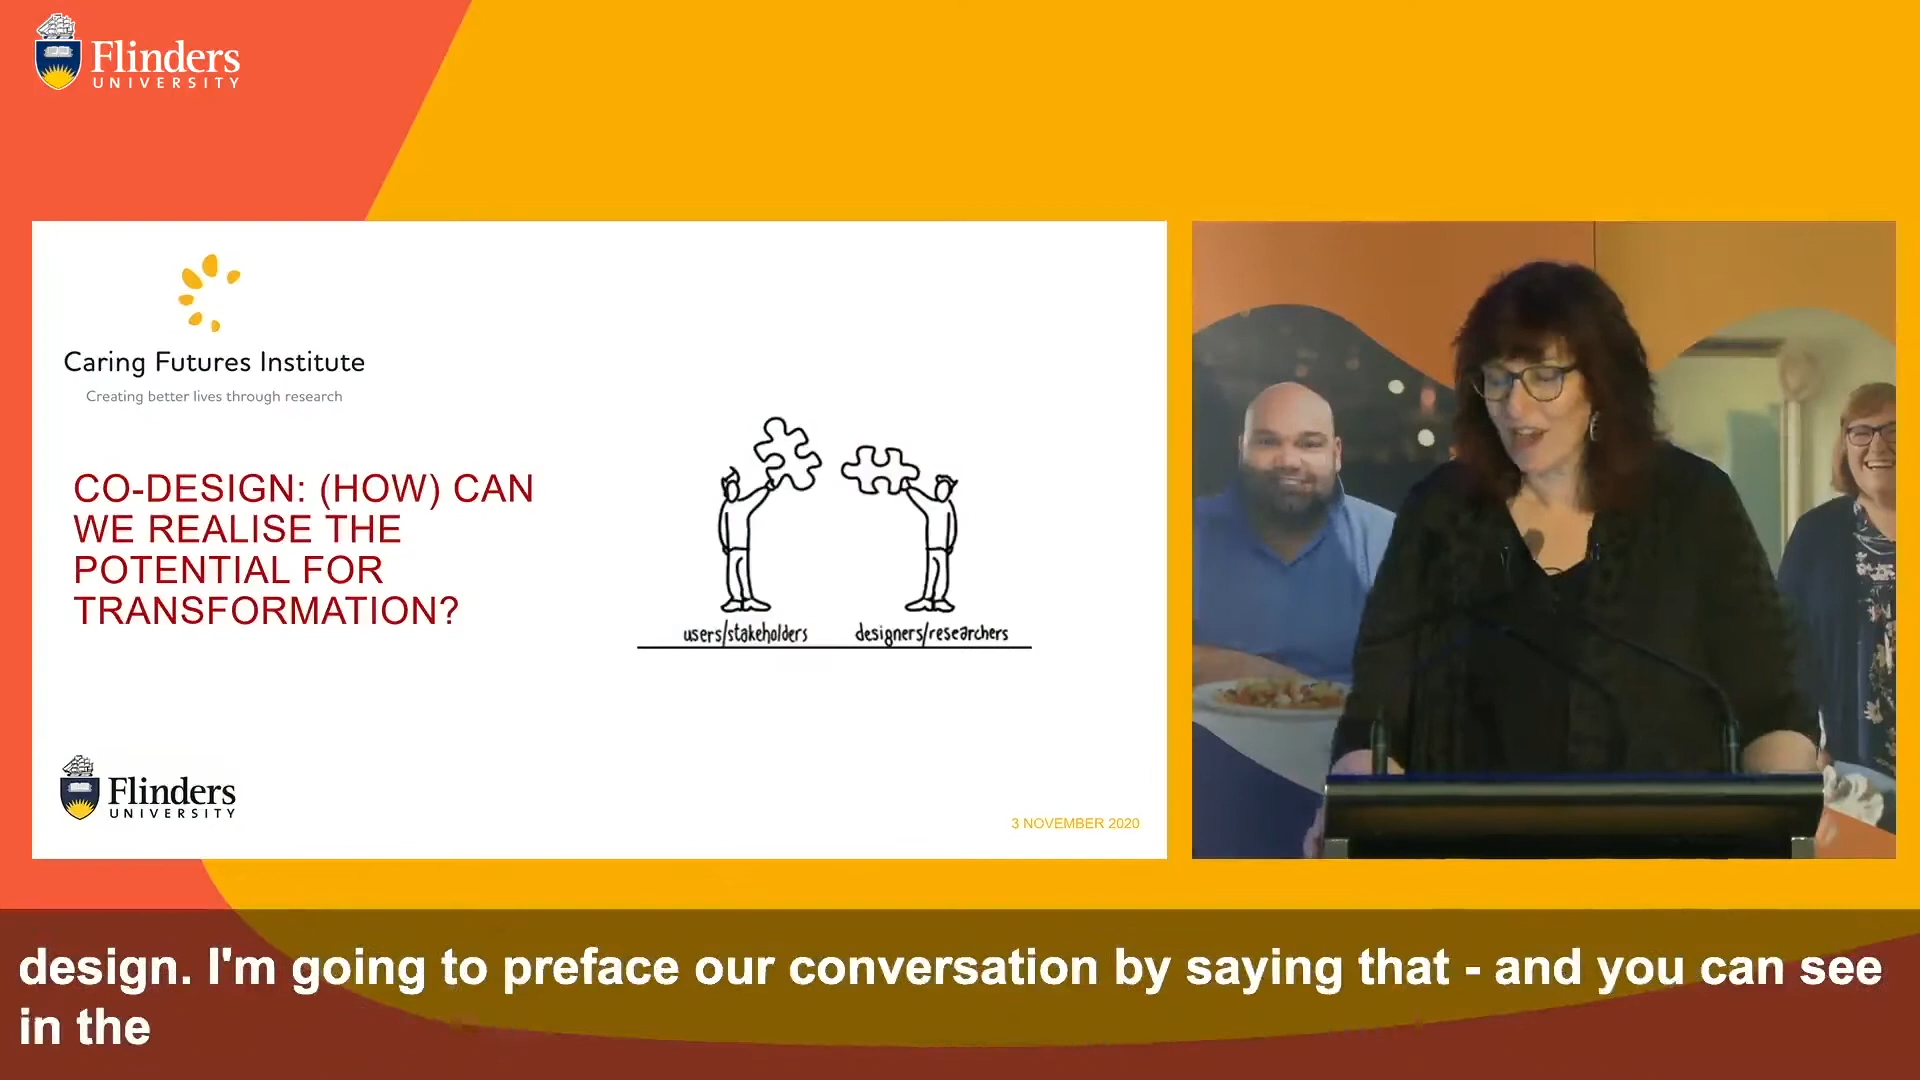 Flinders
UNIVERSITY
Caring Futures Institute
Creating better lives through research
CO-DESIGN: (HOW) CAN
WE REALISE THE
POTENTIAL FOR
TRANSFORMATION?
users/stakeholders
designers/researchers
Flinders
UNIVERSITY
3 NOVEMBER 2020
design. I'm going to preface our conversation by saying that - and you can see
in the